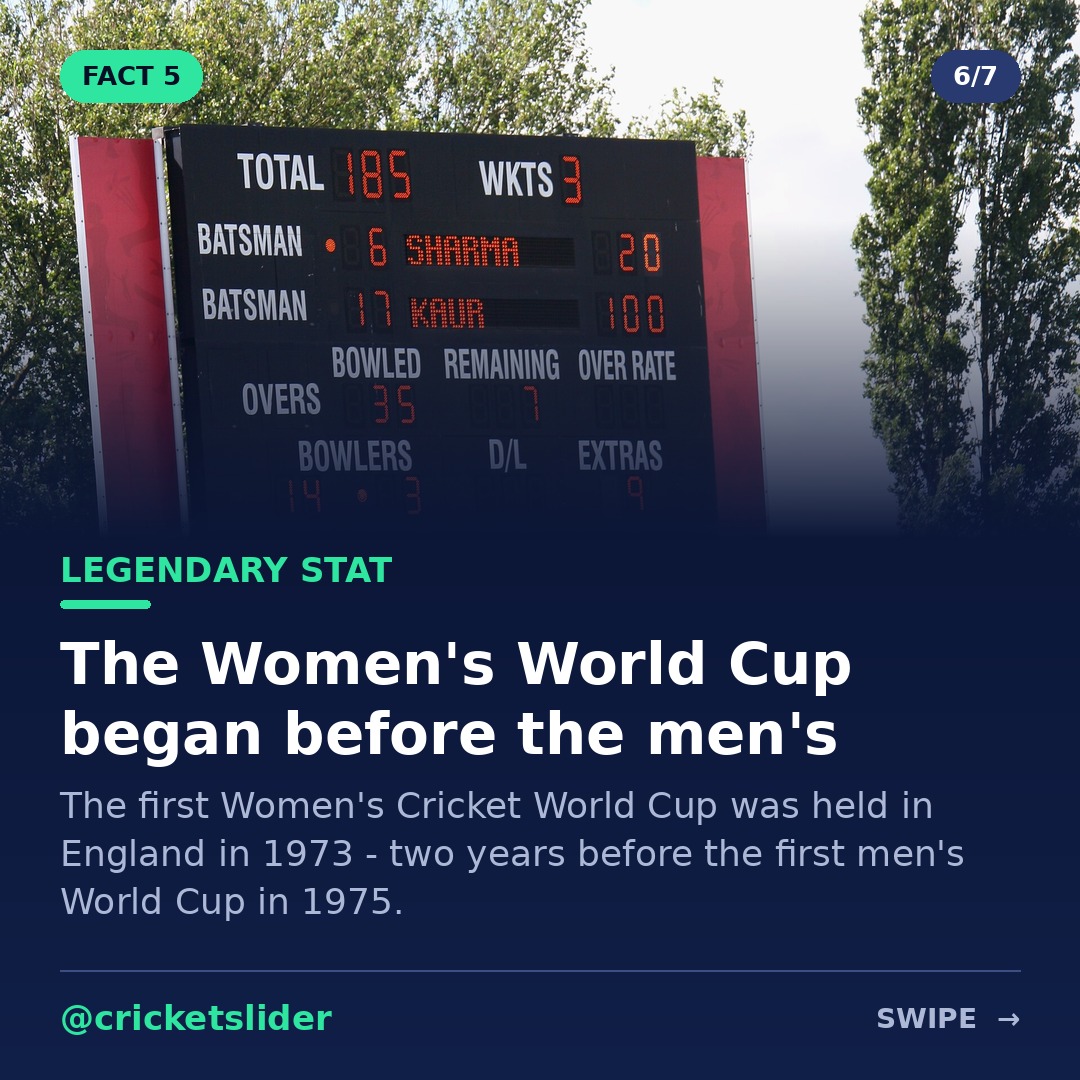 FACT 5
6/7
TOTAL 185 WKTS 3
BATSMAN 6 SHARMA 20
BATSMAN 17 KAUR 100
BOWLED REMAINING OVER RATE
OVERS 35 7
BOWLERS D/L EXTRAS
14 3 9
LEGENDARY STAT
The Women's World Cup
began before the men's
The first Women's Cricket World Cup was held in
England in 1973 - two years before the first men's
World Cup in 1975.
@cricketslider
SWIPE →